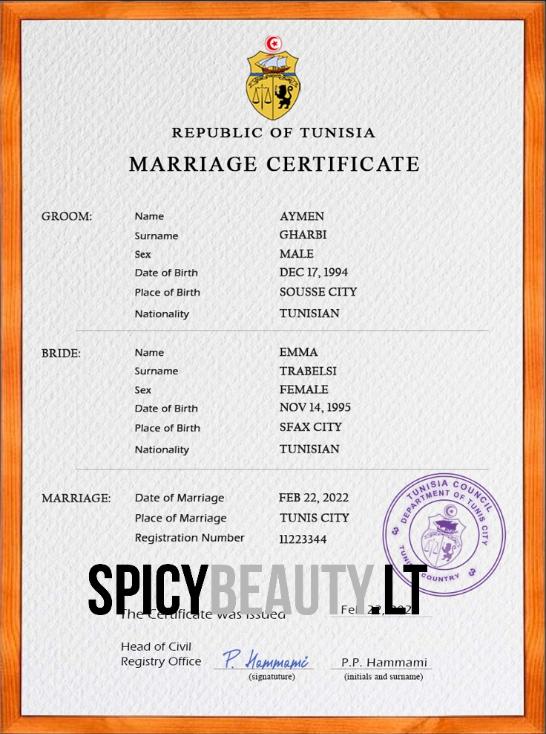 REPUBLIC OF TUNISIA
MARRIAGE CERTIFICATE
GROOM: Name AYMEN
Surname GHARBI
Sex MALE
Date of Birth DEC 17, 1994
Place of Birth SOUSSE CITY
Nationality TUNISIAN
BRIDE: Name EMMA
Surname TRABELSI
Sex FEMALE
Date of Birth NOV 14, 1995
Place of Birth SFAX CITY
Nationality TUNISIAN
MARRIAGE: Date of Marriage FEB 22, 2022
Place of Marriage TUNIS CITY
Registration Number 11223344
TUNISIA COUNCIL
DEPARTMENT OF TUNIS CITY
COUNTRY
SPICYBEAUTY.LT
The Certificate was issued Feb 22, 202
Head of Civil
Registry Office P. Hammami P.P. Hammami
(signatuture) (initials and surname)